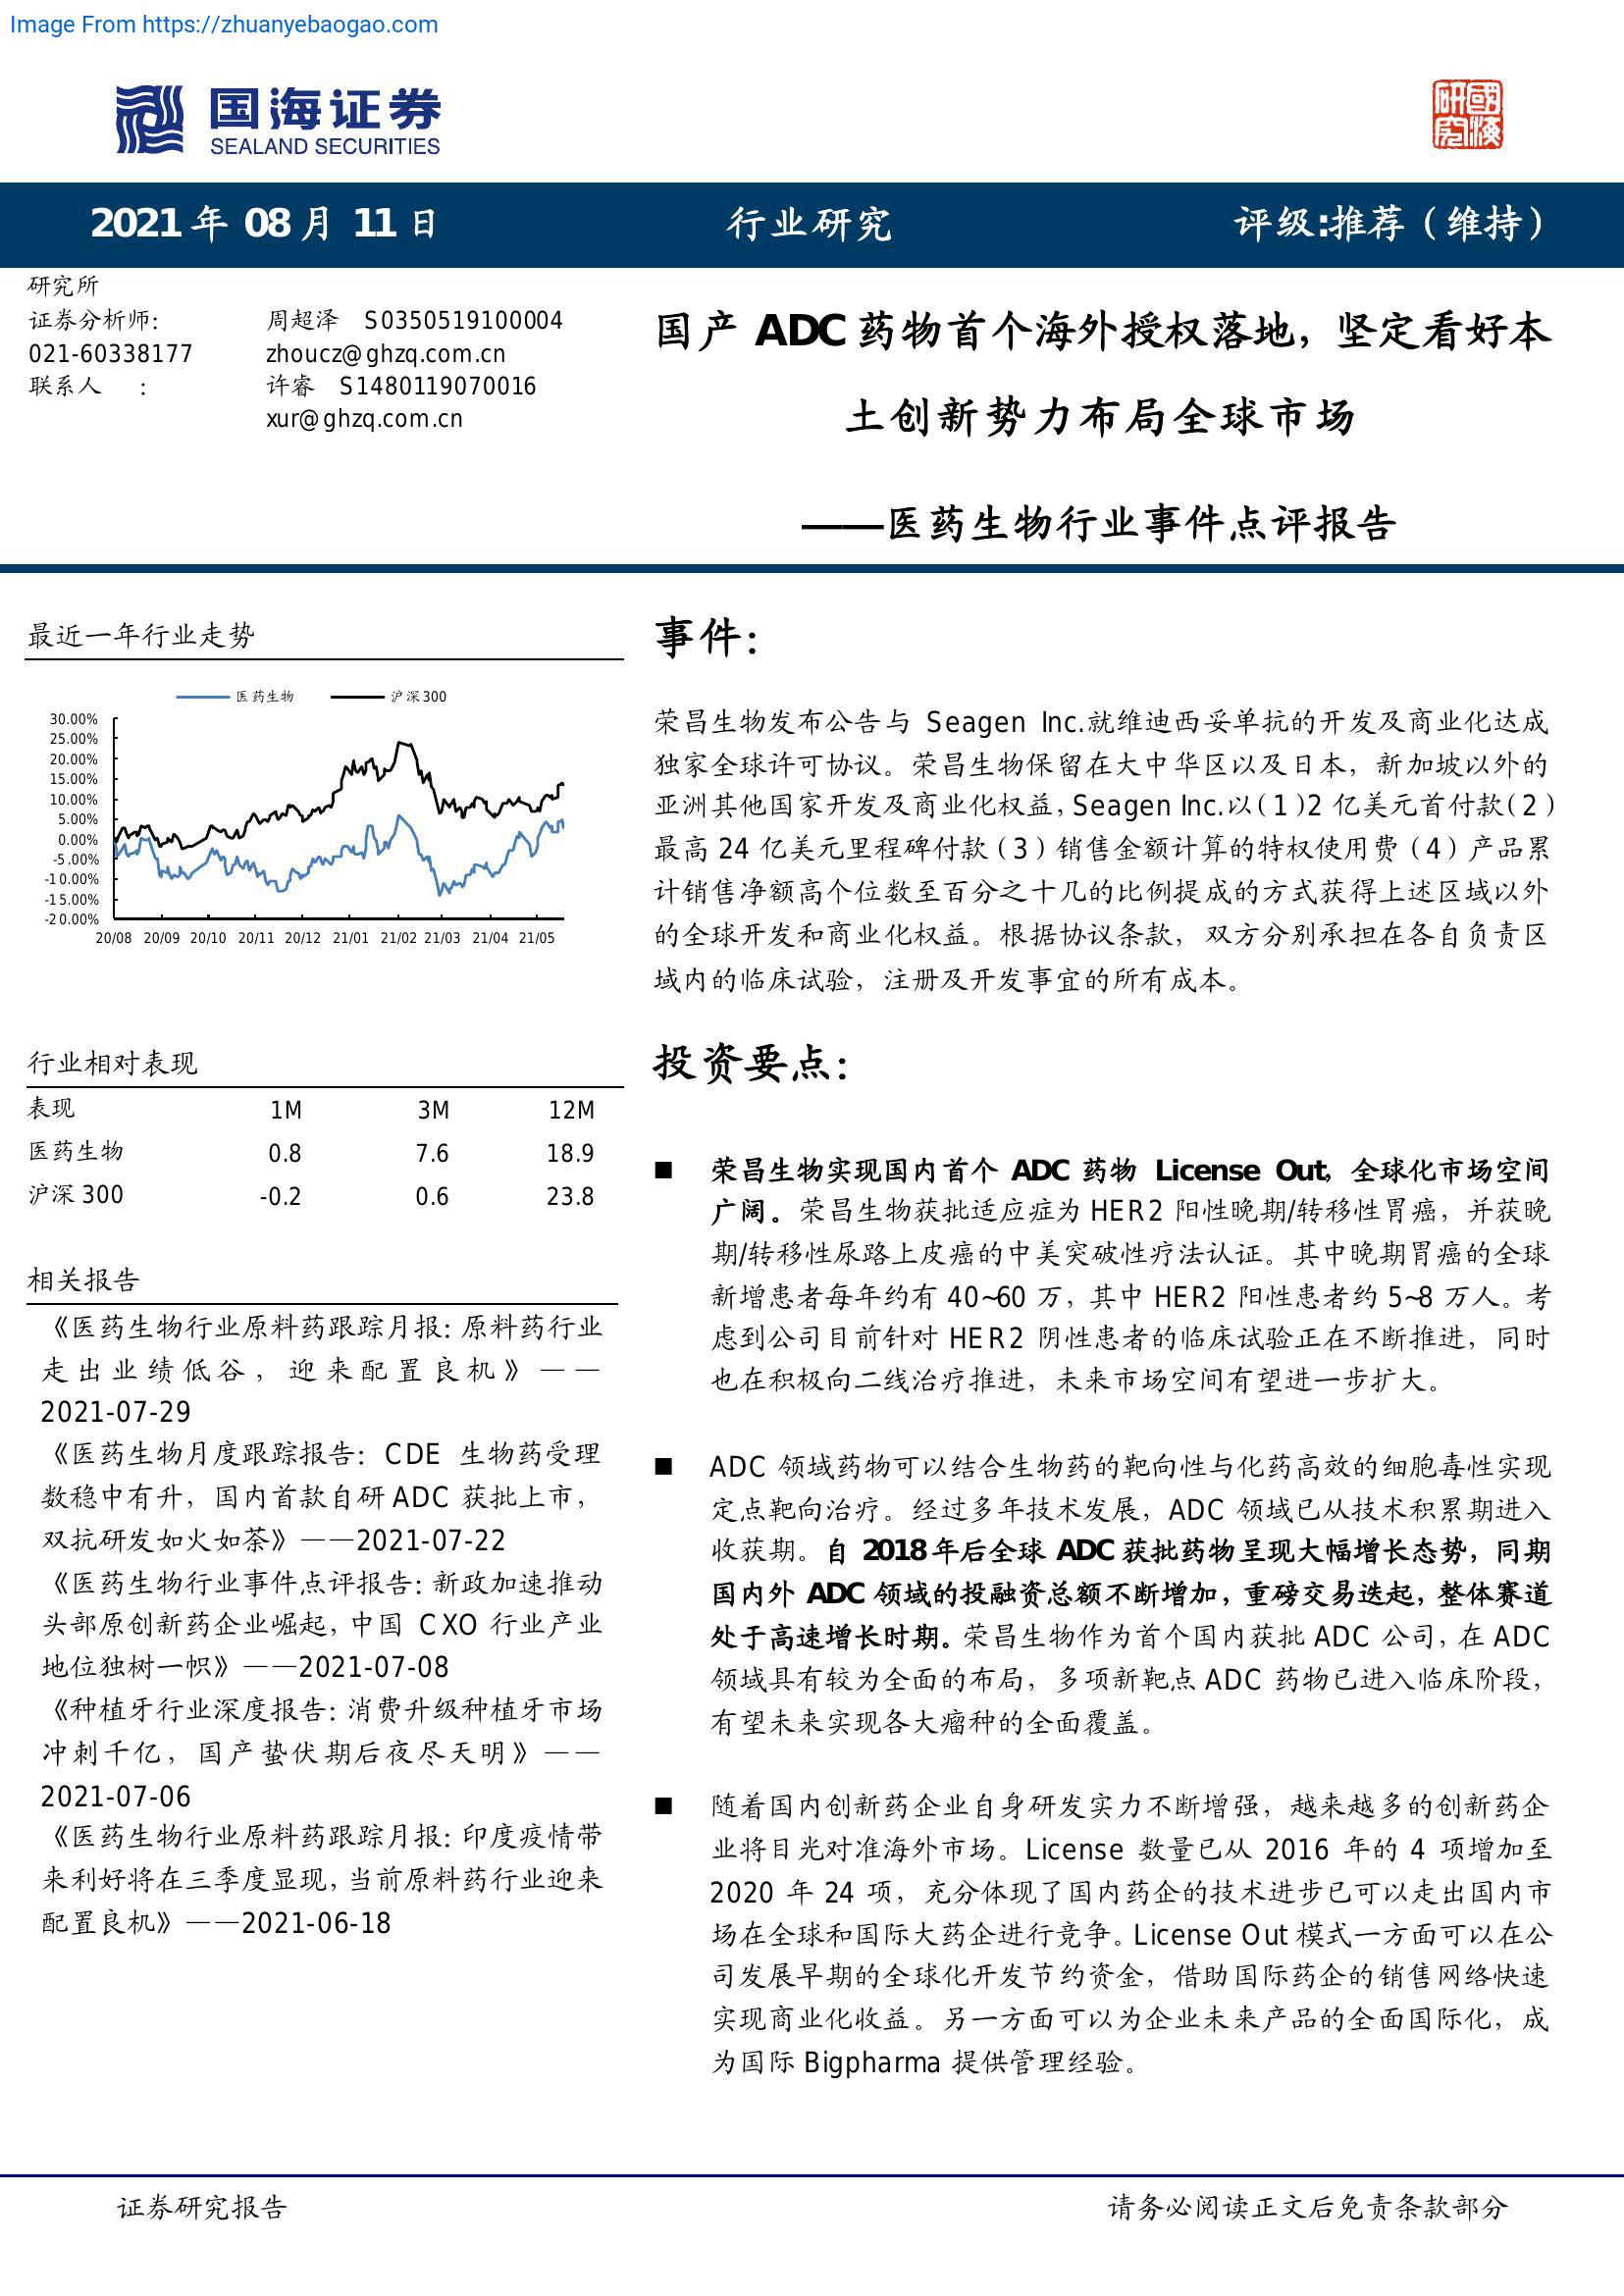 Image From https://zhuanyebaogao.com
国海证券
SEALAND SECURITIES
研國
究海
2021 年 08 月 11 日
行业研究
评级:推荐（维持）
研究所
证券分析师: 周超泽 S0350519100004
021-60338177 zhoucz@ghzq.com.cn
联系人 : 许睿 S1480119070016
xur@ghzq.com.cn
国产 ADC 药物首个海外授权落地，坚定看好本
土创新势力布局全球市场
——医药生物行业事件点评报告
最近一年行业走势
医药生物 沪深300
30.00%
25.00%
20.00%
15.00%
10.00%
5.00%
0.00%
-5.00%
-10.00%
-15.00%
-20.00%
20/08 20/09 20/10 20/11 20/12 21/01 21/02 21/03 21/04 21/05
行业相对表现
表现 1M 3M 12M
医药生物 0.8 7.6 18.9
沪深 300 -0.2 0.6 23.8
相关报告
《医药生物行业原料药跟踪月报: 原料药行业
走出业绩低谷，迎来配置良机》——
2021-07-29
《医药生物月度跟踪报告: CDE 生物药受理
数稳中有升，国内首款自研 ADC 获批上市，
双抗研发如火如荼》——2021-07-22
《医药生物行业事件点评报告: 新政加速推动
头部原创新药企业崛起, 中国 CXO 行业产业
地位独树一帜》——2021-07-08
《种植牙行业深度报告: 消费升级种植牙市场
冲刺千亿，国产蛰伏期后夜尽天明》——
2021-07-06
《医药生物行业原料药跟踪月报: 印度疫情带
来利好将在三季度显现, 当前原料药行业迎来
配置良机》——2021-06-18
事件:
荣昌生物发布公告与 Seagen Inc.就维迪西妥单抗的开发及商业化达成
独家全球许可协议。荣昌生物保留在大中华区以及日本，新加坡以外的
亚洲其他国家开发及商业化权益, Seagen Inc.以（1）2 亿美元首付款（2）
最高 24 亿美元里程碑付款（3）销售金额计算的特权使用费（4）产品累
计销售净额高个位数至百分之十几的比例提成的方式获得上述区域以外
的全球开发和商业化权益。根据协议条款，双方分别承担在各自负责区
域内的临床试验，注册及开发事宜的所有成本。
投资要点:
■ 荣昌生物实现国内首个 ADC 药物 License Out，全球化市场空间
广阔。荣昌生物获批适应症为 HER2 阳性晚期/转移性胃癌，并获晚
期/转移性尿路上皮癌的中美突破性疗法认证。其中晚期胃癌的全球
新增患者每年约有 40~60 万，其中 HER2 阳性患者约 5~8 万人。考
虑到公司目前针对 HER2 阴性患者的临床试验正在不断推进，同时
也在积极向二线治疗推进，未来市场空间有望进一步扩大。
■ ADC 领域药物可以结合生物药的靶向性与化药高效的细胞毒性实现
定点靶向治疗。经过多年技术发展，ADC 领域已从技术积累期进入
收获期。自 2018 年后全球 ADC 获批药物呈现大幅增长态势，同期
国内外 ADC 领域的投融资总额不断增加，重磅交易迭起，整体赛道
处于高速增长时期。荣昌生物作为首个国内获批 ADC 公司, 在 ADC
领域具有较为全面的布局，多项新靶点 ADC 药物已进入临床阶段，
有望未来实现各大瘤种的全面覆盖。
■ 随着国内创新药企业自身研发实力不断增强，越来越多的创新药企
业将目光对准海外市场。License 数量已从 2016 年的 4 项增加至
2020 年 24 项，充分体现了国内药企的技术进步已可以走出国内市
场在全球和国际大药企进行竞争。License Out 模式一方面可以在公
司发展早期的全球化开发节约资金，借助国际药企的销售网络快速
实现商业化收益。另一方面可以为企业未来产品的全面国际化，成
为国际 Bigpharma 提供管理经验。
证券研究报告
请务必阅读正文后免责条款部分